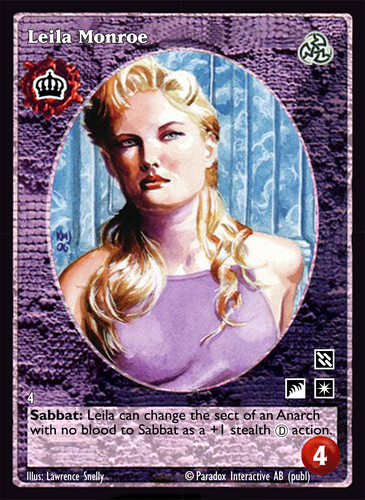 Leila Monroe
4
Sabbat: Leila can change the sect of an Anarch
with no blood to Sabbat as a +1 stealth Ⓓ action.
4
Illus: Lawrence Snelly © Paradox Interactive AB (publ)